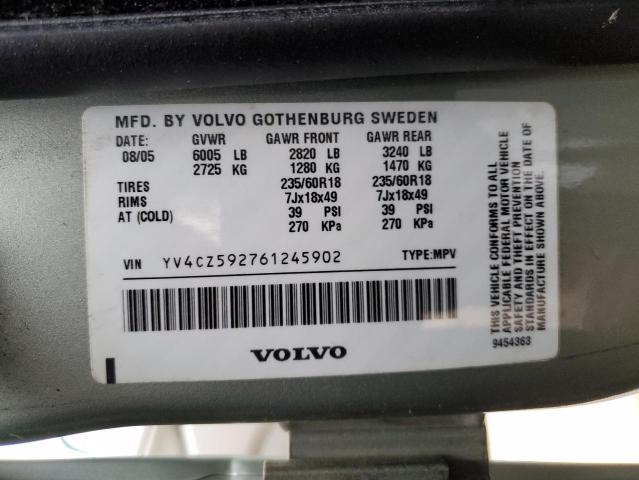 MFD. BY VOLVO GOTHENBURG SWEDEN
DATE: GVWR GAWR FRONT GAWR REAR
08/05 6005 LB 2820 LB 3240 LB
2725 KG 1280 KG 1470 KG
TIRES 235/60R18 235/60R18
RIMS 7Jx18x49 7Jx18x49
AT (COLD) 39 PSI 39 PSI
270 KPa 270 KPa
VIN YV4CZ592761245902 TYPE:MPV
VOLVO
THIS VEHICLE CONFORMS TO ALL
APPLICABLE FEDERAL MOTOR VEHICLE
SAFETY AND THEFT PREVENTION
STANDARDS IN EFFECT ON THE DATE OF
MANUFACTURE SHOWN ABOVE.
9454363